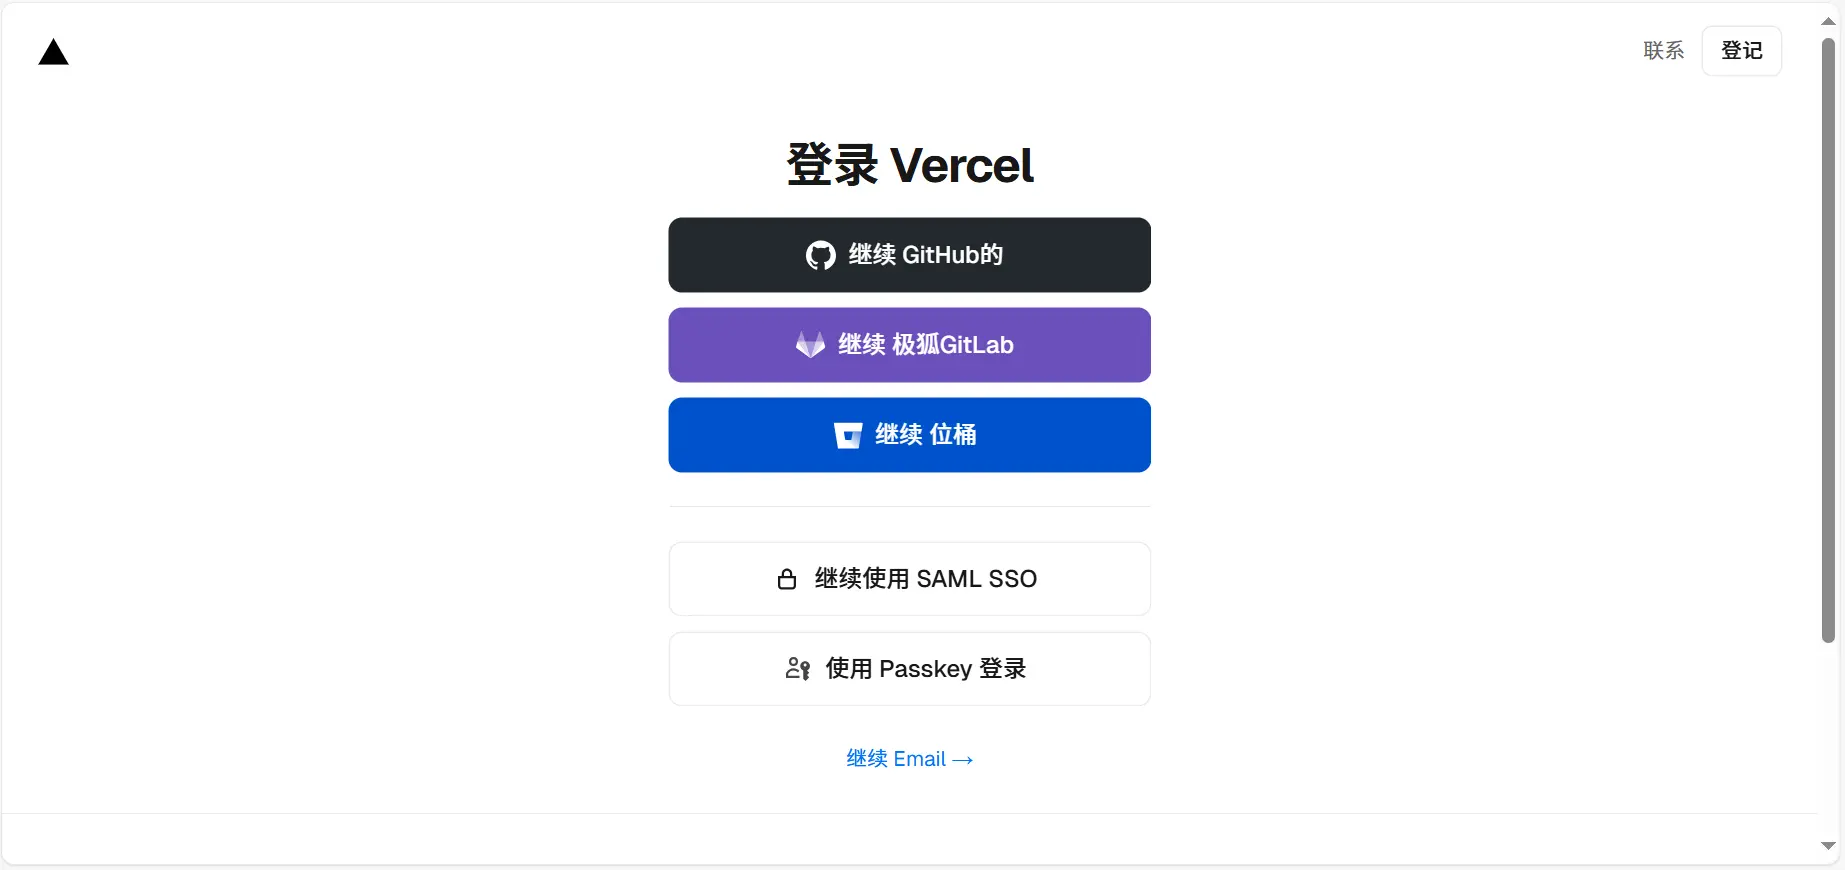 联系
登记
登录 Vercel
继续 GitHub的
继续 极狐GitLab
继续 位桶
继续使用 SAML SSO
使用 Passkey 登录
继续 Email →